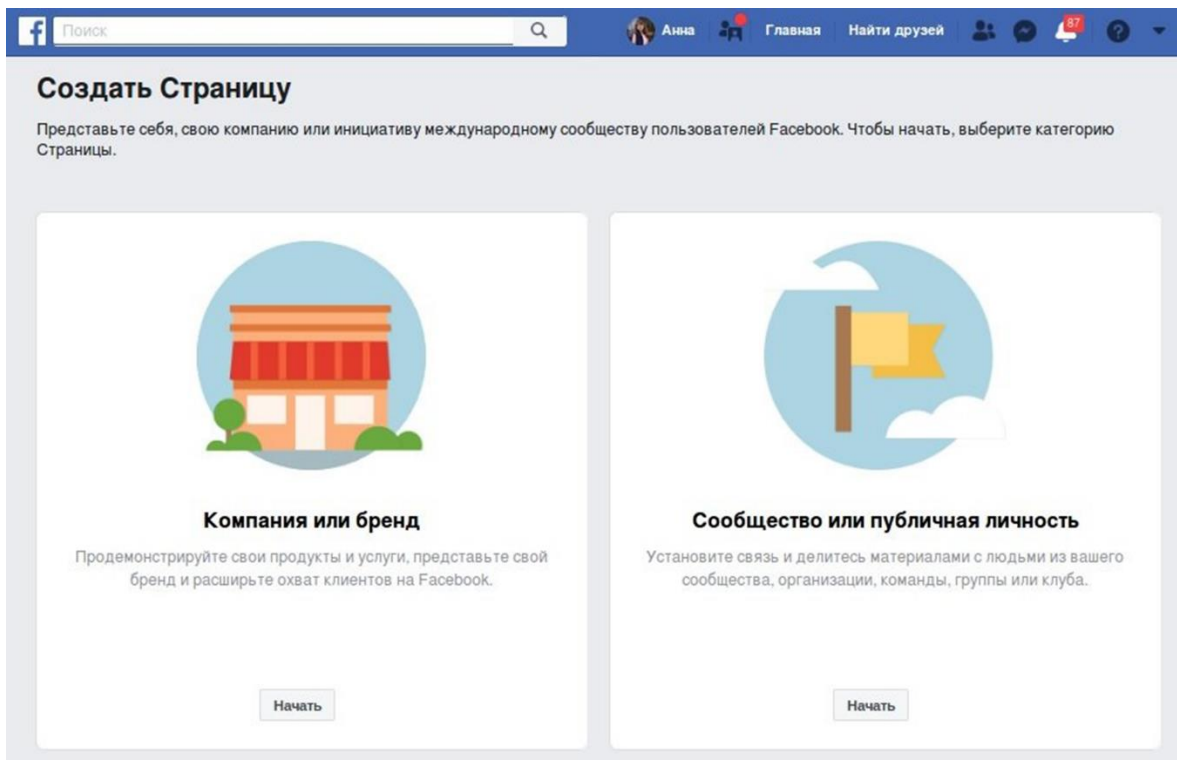 f Поиск Анна Главная Найти друзей 87 ?
Создать Страницу
Представьте себя, свою компанию или инициативу международному сообществу пользователей Facebook. Чтобы начать, выберите категорию
Страницы.
Компания или бренд
Продемонстрируйте свои продукты и услуги, представьте свой
бренд и расширьте охват клиентов на Facebook.
Начать
Сообщество или публичная личность
Установите связь и делитесь материалами с людьми из вашего
сообщества, организации, команды, группы или клуба.
Начать